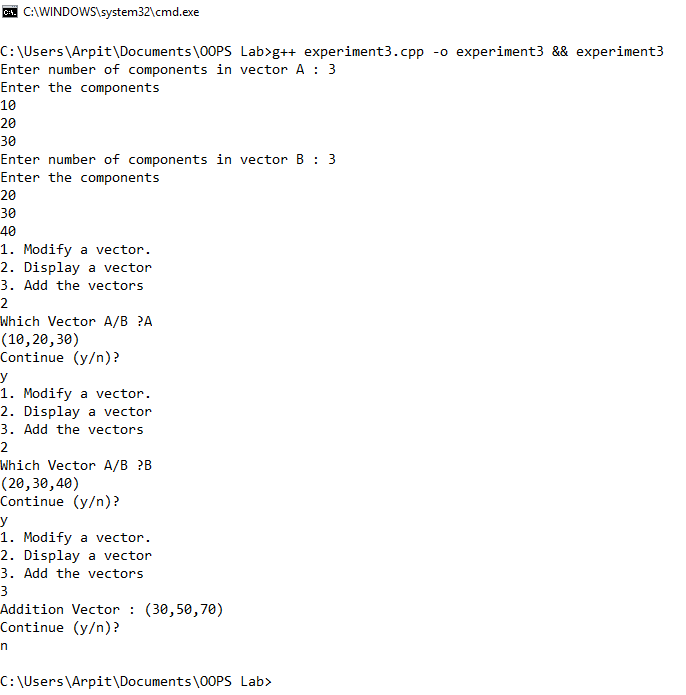 C:\WINDOWS\system32\cmd.exe
C:\Users\Arpit\Documents\OOPS Lab>g++ experiment3.cpp -o experiment3 && experiment3
Enter number of components in vector A : 3
Enter the components
10
20
30
Enter number of components in vector B : 3
Enter the components
20
30
40
1. Modify a vector.
2. Display a vector
3. Add the vectors
2
Which Vector A/B ?A
(10,20,30)
Continue (y/n)?
y
1. Modify a vector.
2. Display a vector
3. Add the vectors
2
Which Vector A/B ?B
(20,30,40)
Continue (y/n)?
y
1. Modify a vector.
2. Display a vector
3. Add the vectors
3
Addition Vector : (30,50,70)
Continue (y/n)?
n
C:\Users\Arpit\Documents\OOPS Lab>